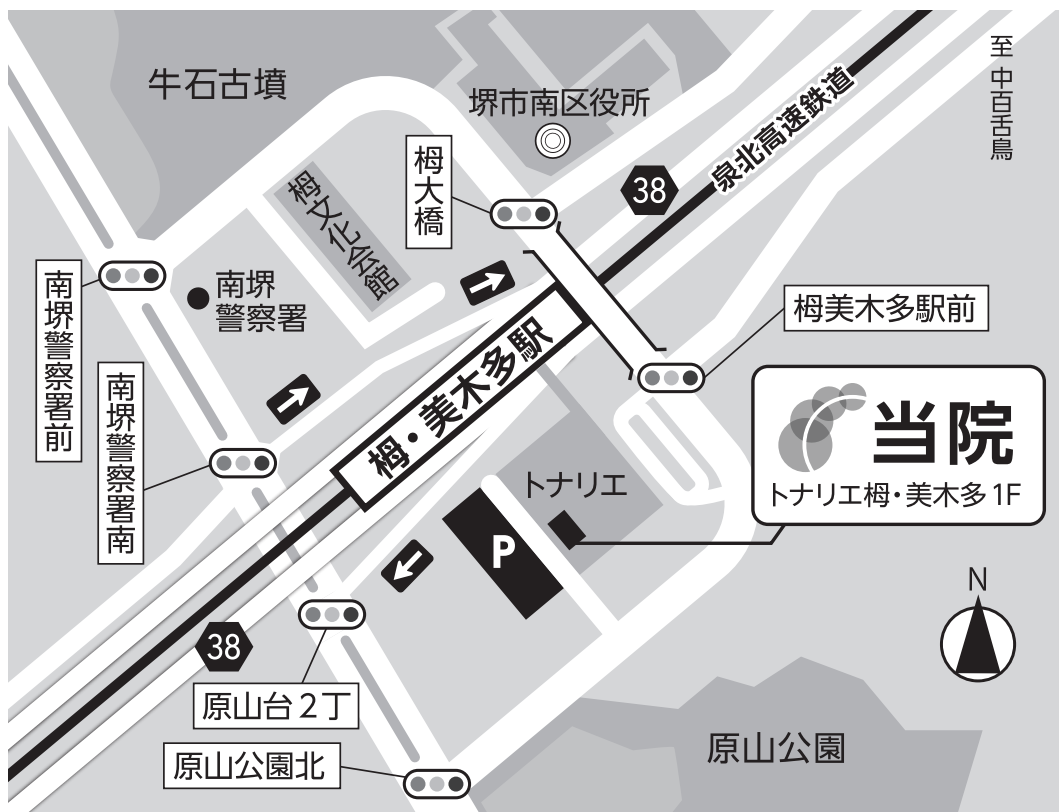 牛石古墳
堺市南区役所
至 中百舌鳥
泉北高速鉄道
38
栂大橋
栂文化会館
南堺
警察署
南堺警察署前
南堺警察署南
栂・美木多駅
栂美木多駅前
当院
トナリエ栂・美木多1F
トナリエ
P
N
38
原山台2丁
原山公園北
原山公園